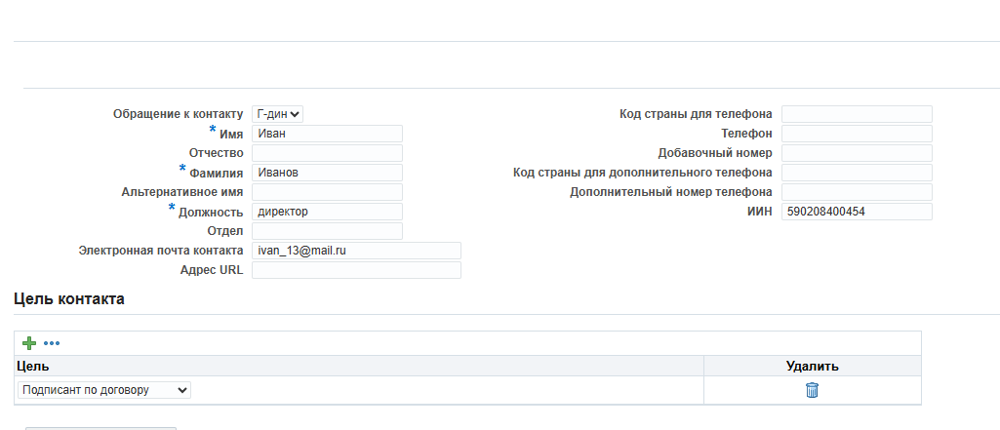 Обращение к контакту Г-дин
* Имя Иван
Отчество
* Фамилия Иванов
Альтернативное имя
* Должность директор
Отдел
Электронная почта контакта ivan_13@mail.ru
Адрес URL
Код страны для телефона
Телефон
Добавочный номер
Код страны для дополнительного телефона
Дополнительный номер телефона
ИИН 590208400454
Цель контакта
Цель Удалить
Подписант по договору